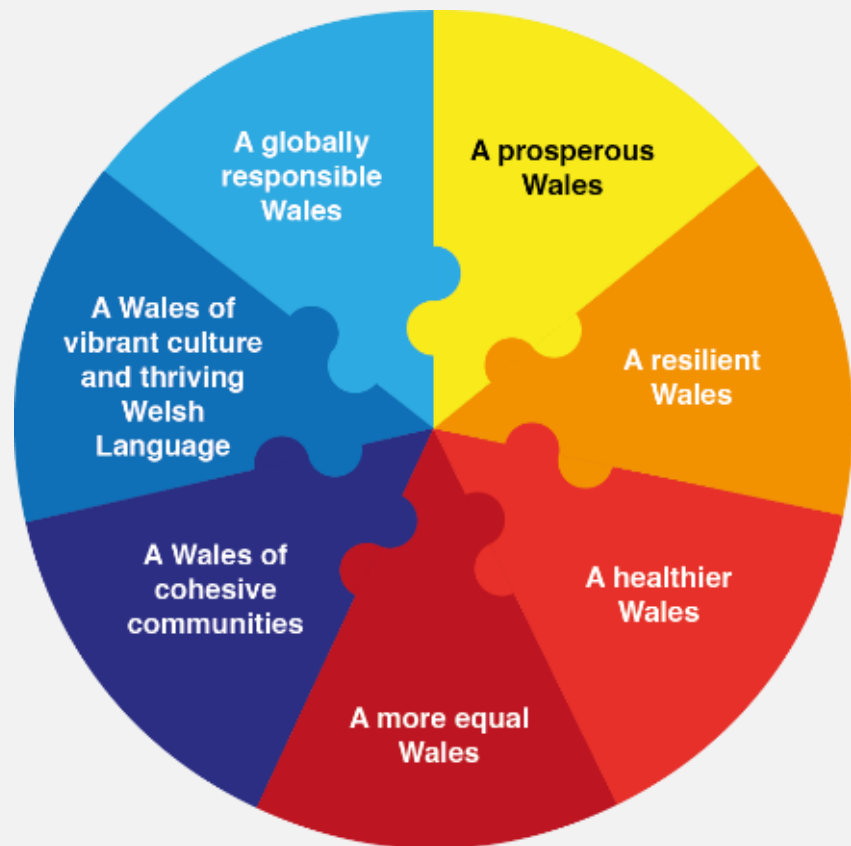 A prosperous
Wales
A resilient
Wales
A healthier
Wales
A more equal
Wales
A Wales of
cohesive
communities
A Wales of
vibrant culture
and thriving
Welsh
Language
A globally
responsible
Wales